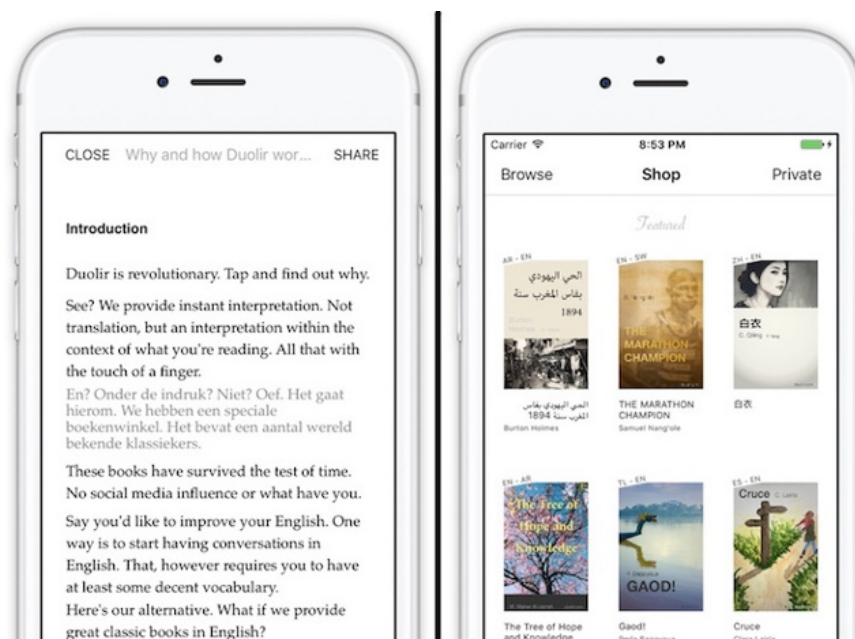 CLOSE Why and how Duolir wor... SHARE
Introduction
Duolir is revolutionary. Tap and find out why.
See? We provide instant interpretation. Not
translation, but an interpretation within the
context of what you're reading. All that with
the touch of a finger.
En? Onder de indruk? Niet? Oef. Het gaat
hierom. We hebben een speciale
boekenwinkel. Het bevat een aantal wereld
bekende klassiekers.
These books have survived the test of time.
No social media influence or what have you.
Say you'd like to improve your English. One
way is to start having conversations in
English. That, however requires you to have
at least some decent vocabulary.
Here's our alternative. What if we provide
great classic books in English?
Carrier 8:53 PM
Browse Shop Private
Featured
AR - EN
الحي اليهودي
بفاس المغرب سنة
1894
الحي اليهودي بفاس
المغرب سنة 1894
Burton Holmes
EN - SW
THE
MARATHON
CHAMPION
THE MARATHON
CHAMPION
Samuel Nang'ole
ZH - EN
白衣
C. Qiling
白衣
EN - AR
The Tree of
Hope and
Knowledge
The Tree of Hope
and Knowledge
TL - EN
GAOD!
Gaod!
ES - EN
Cruce C. Leiria
Cruce